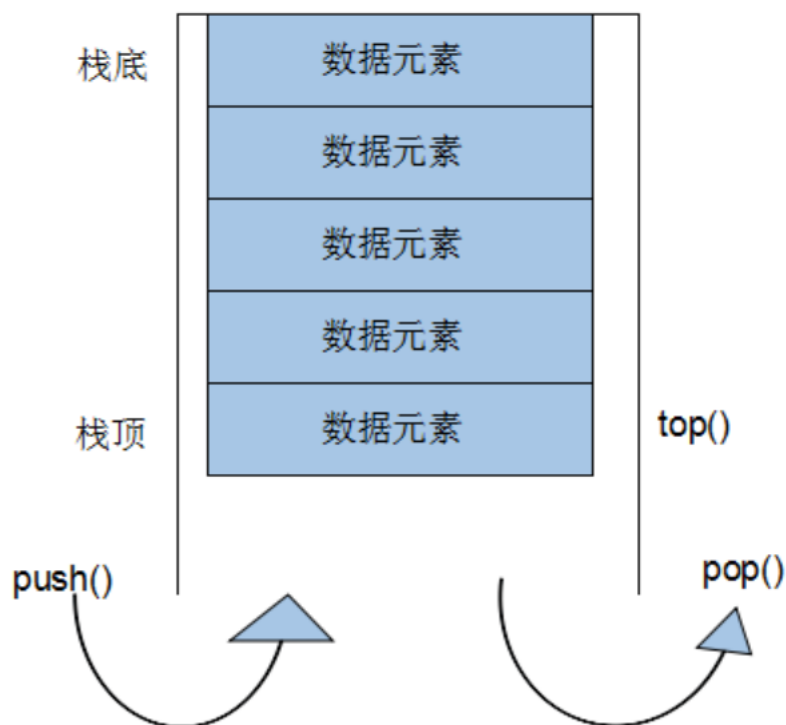 栈底
数据元素
数据元素
数据元素
数据元素
栈顶
数据元素
top()
push()
pop()